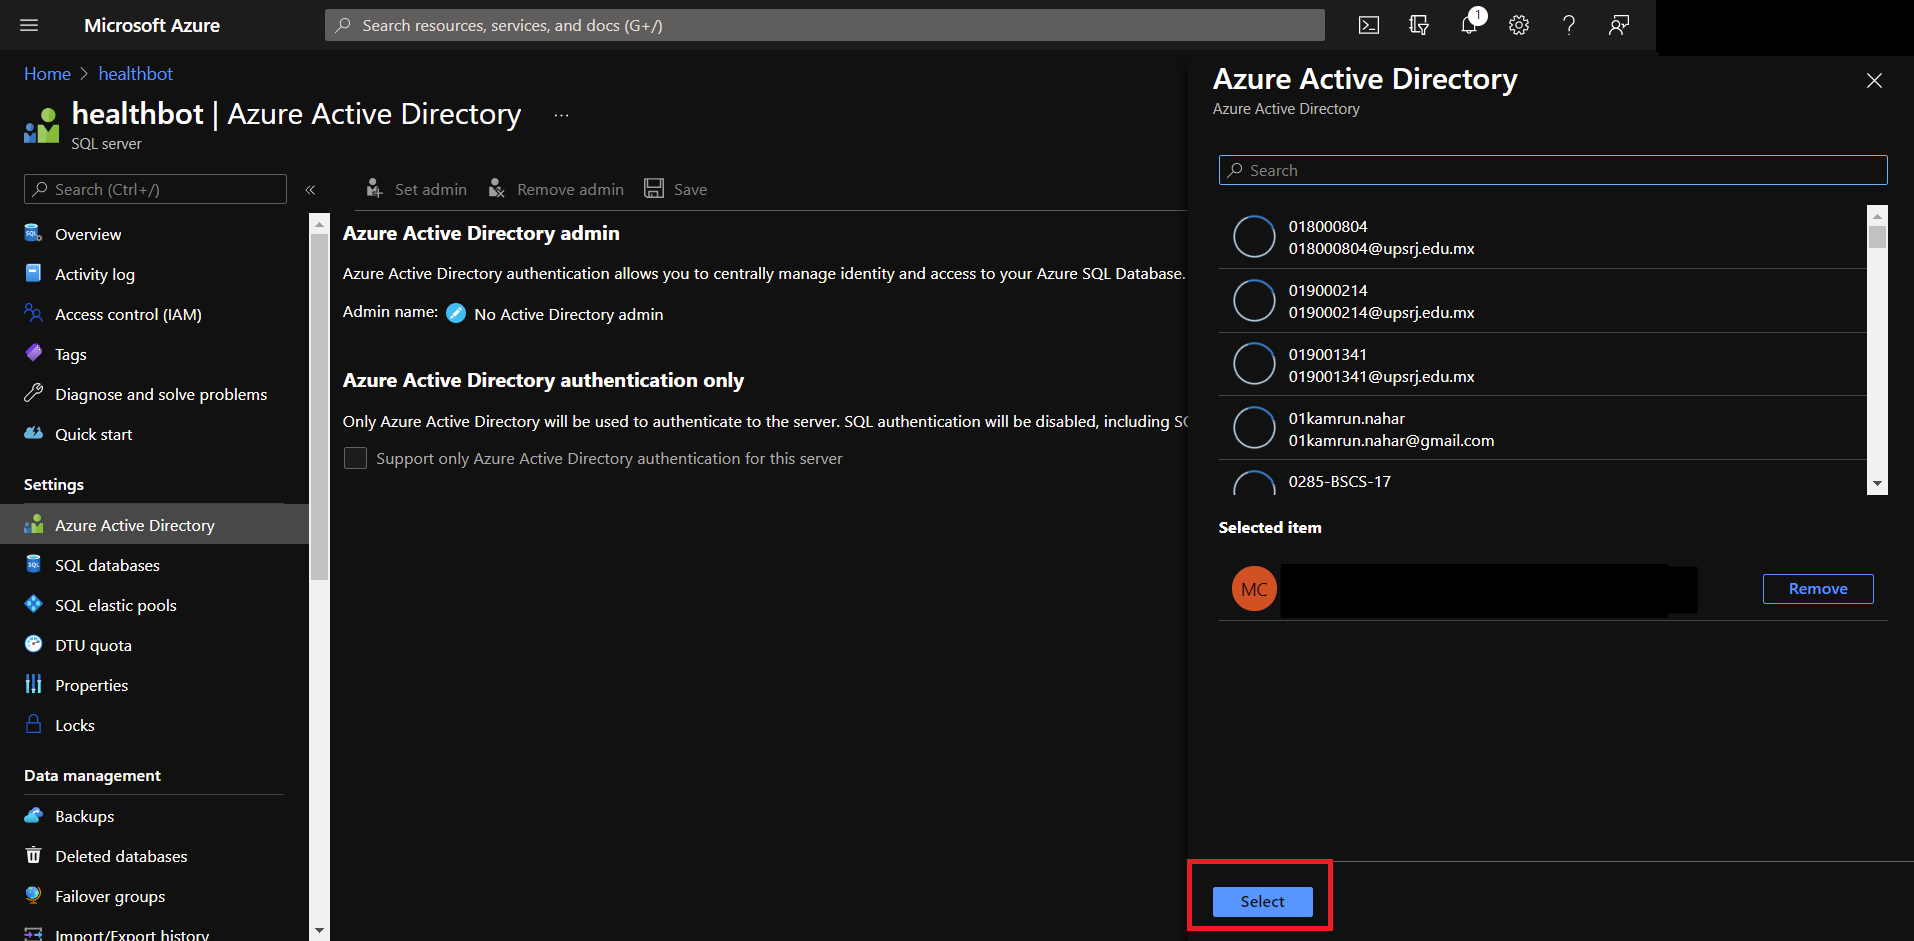 Microsoft Azure
Search resources, services, and docs (G+/)
1
Home > healthbot
healthbot | Azure Active Directory ...
SQL server
Search (Ctrl+/)
«
Overview
Activity log
Access control (IAM)
Tags
Diagnose and solve problems
Quick start
Settings
Azure Active Directory
SQL databases
SQL elastic pools
DTU quota
Properties
Locks
Data management
Backups
Deleted databases
Failover groups
Import/Export history
Set admin
Remove admin
Save
Azure Active Directory admin
Azure Active Directory authentication allows you to centrally manage identity and access to your Azure SQL Database.
Admin name: No Active Directory admin
Azure Active Directory authentication only
Only Azure Active Directory will be used to authenticate to the server. SQL authentication will be disabled, including
Support only Azure Active Directory authentication for this server
Azure Active Directory
Azure Active Directory
Search
018000804
018000804@upsrj.edu.mx
019000214
019000214@upsrj.edu.mx
019001341
019001341@upsrj.edu.mx
01kamrun.nahar
01kamrun.nahar@gmail.com
0285-BSCS-17
Selected item
MC
Remove
Select